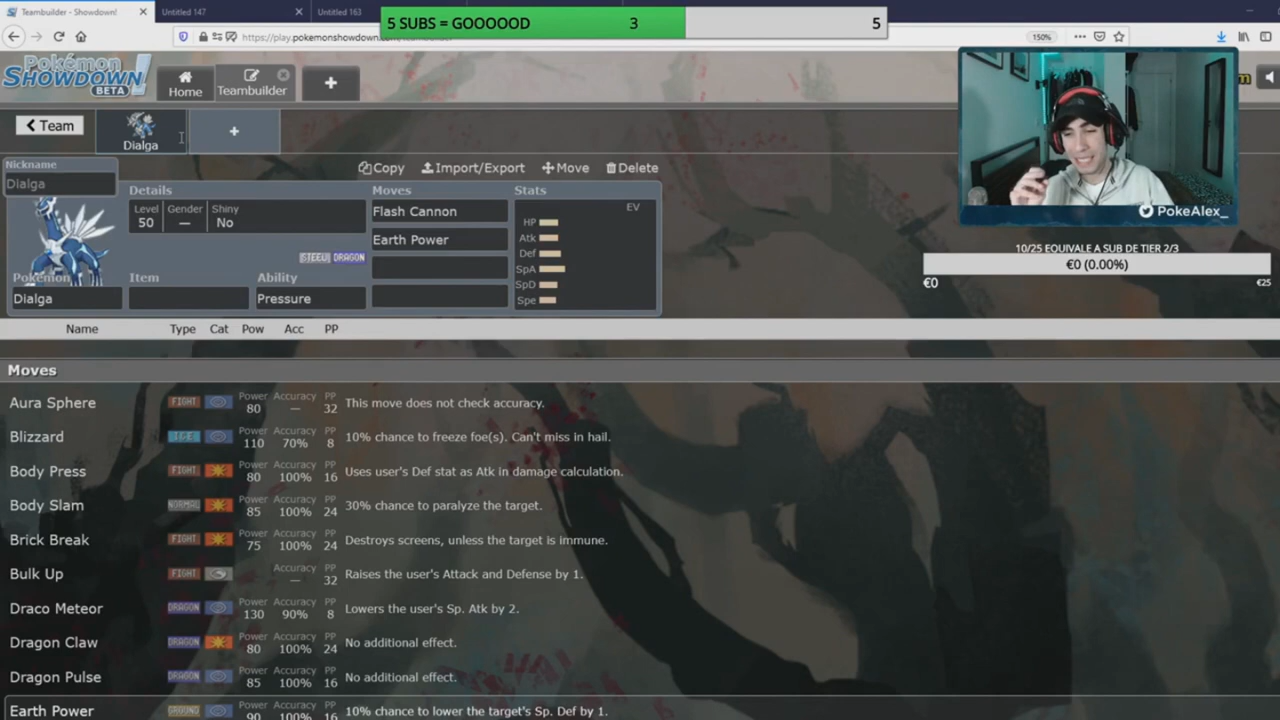 Teambuilder - Showdown!
Untitled 147
Untitled 163
5 SUBS = GOOOOOD 3 5
https://play.pokemonshowdown.com/teambuilder
150%
Pokémon
SHOWDOWN!
BETA
Home
Teambuilder
+
< Team
Dialga
+
Nickname
Dialga
Copy Import/Export Move Delete
Details
Level Gender Shiny
50 — No
STEEL DRAGON
Pokémon Item Ability
Dialga Pressure
Moves
Flash Cannon
Earth Power
Stats
EV
HP
Atk
Def
SpA
SpD
Spe
PokeAlex_
10/25 EQUIVALE A SUB DE TIER 2/3
€0 (0.00%)
€0 €25
Name Type Cat Pow Acc PP
Moves
Aura Sphere FIGHT Power 80 Accuracy — PP 32 This move does not check accuracy.
Blizzard ICE Power 110 Accuracy 70% PP 8 10% chance to freeze foe(s). Can't miss in hail.
Body Press FIGHT Power 80 Accuracy 100% PP 16 Uses user's Def stat as Atk in damage calculation.
Body Slam NORMAL Power 85 Accuracy 100% PP 24 30% chance to paralyze the target.
Brick Break FIGHT Power 75 Accuracy 100% PP 24 Destroys screens, unless the target is immune.
Bulk Up FIGHT Accuracy — PP 32 Raises the user's Attack and Defense by 1.
Draco Meteor DRAGON Power 130 Accuracy 90% PP 8 Lowers the user's Sp. Atk by 2.
Dragon Claw DRAGON Power 80 Accuracy 100% PP 24 No additional effect.
Dragon Pulse DRAGON Power 85 Accuracy 100% PP 16 No additional effect.
Earth Power GROUND Power 90 Accuracy 100% PP 16 10% chance to lower the target's Sp. Def by 1.